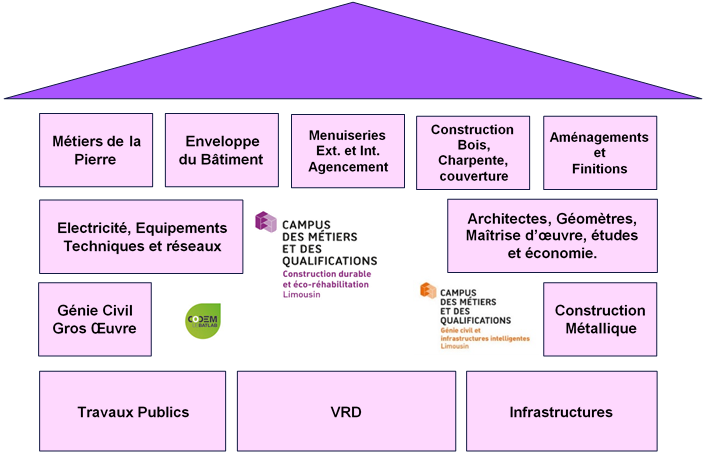 Métiers de la
Pierre
Enveloppe
du Bâtiment
Menuiseries
Ext. et Int.
Agencement
Construction
Bois,
Charpente,
couverture
Aménagements
et
Finitions
Electricité, Equipements
Techniques et réseaux
CAMPUS
DES MÉTIERS
ET DES
QUALIFICATIONS
Construction durable
et éco-réhabilitation
Limousin
Architectes, Géomètres,
Maîtrise d'œuvre, études
et économie.
Génie Civil
Gros Œuvre
CODEM
BATLAB
CAMPUS
DES MÉTIERS
ET DES
QUALIFICATIONS
Génie civil et
infrastructures intelligentes
Limousin
Construction
Métallique
Travaux Publics
VRD
Infrastructures